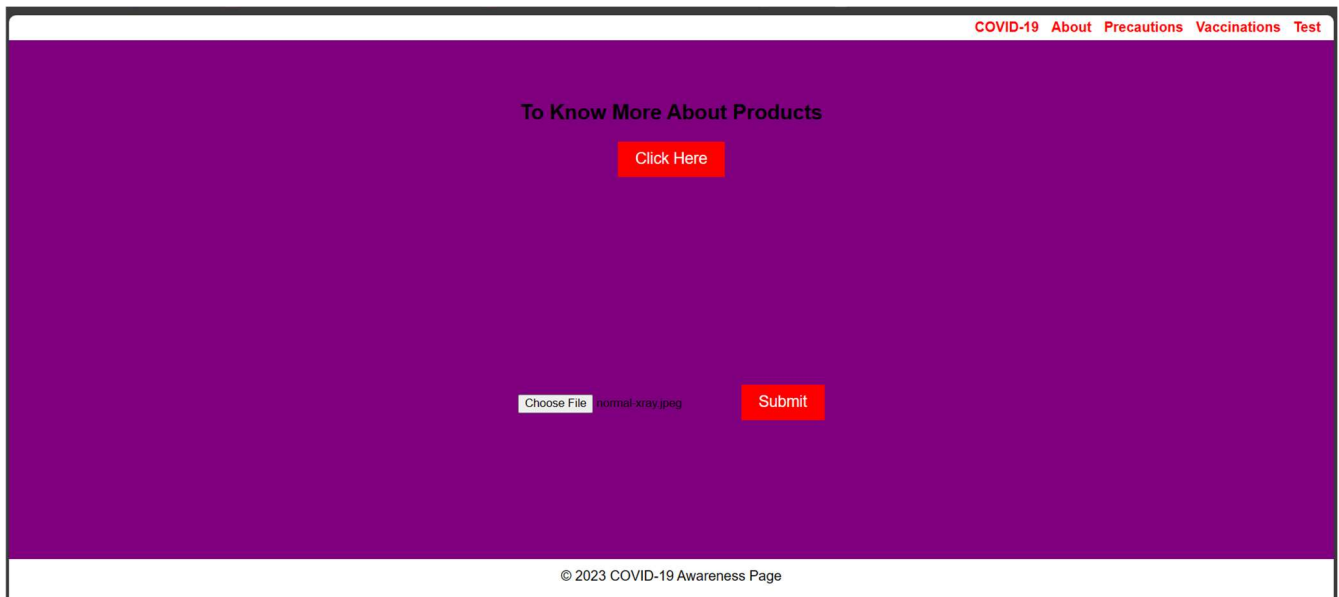 COVID-19 About Precautions Vaccinations Test
To Know More About Products
Click Here
Choose File normal-xray.jpeg Submit
© 2023 COVID-19 Awareness Page